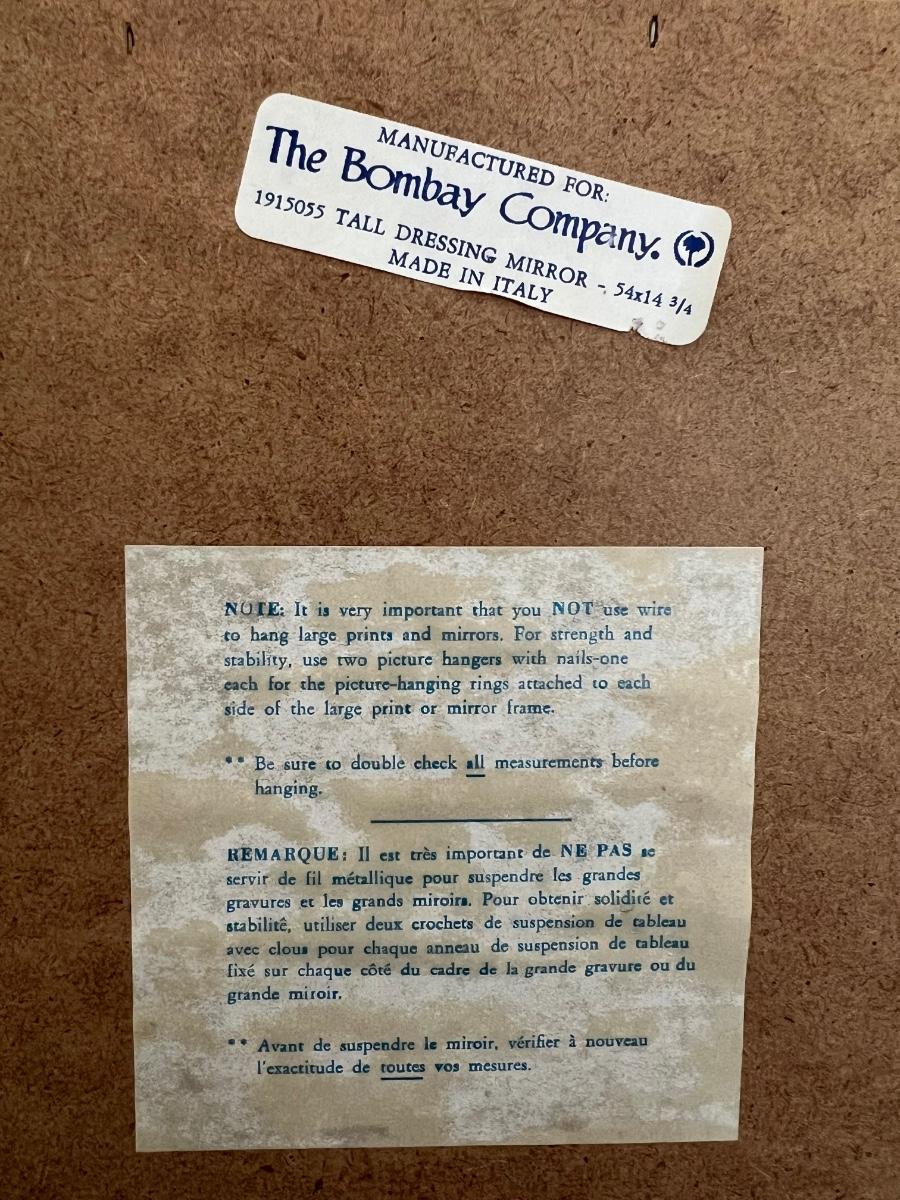 MANUFACTURED FOR:
The Bombay Company.
1915055 TALL DRESSING MIRROR - 54x14 3/4
MADE IN ITALY
NOTE: It is very important that you NOT use wire
to hang large prints and mirrors. For strength and
stability, use two picture hangers with nails-one
each for the picture-hanging rings attached to each
side of the large print or mirror frame.
** Be sure to double check all measurements before
hanging.
REMARQUE: Il est très important de NE PAS se
servir de fil métallique pour suspendre les grandes
gravures et les grands miroirs. Pour obtenir solidité et
stabilité, utiliser deux crochets de suspension de tableau
avec clous pour chaque anneau de suspension de tableau
fixé sur chaque côté du cadre de la grande gravure ou du
grande miroir.
** Avant de suspendre le miroir, vérifier à nouveau
l'exactitude de toutes vos mesures.